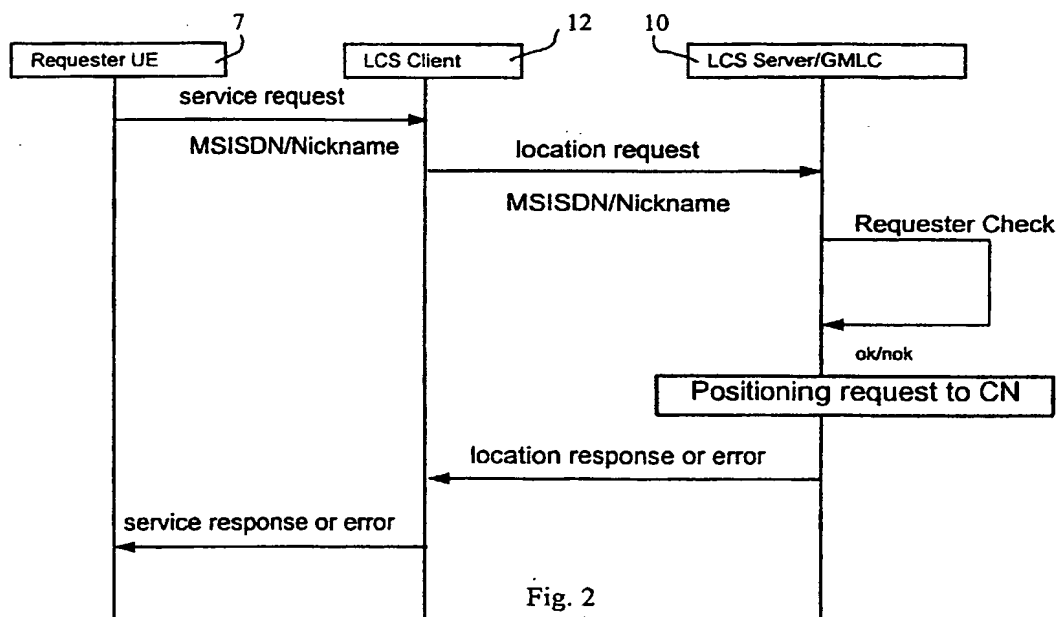 7
12
10
Requester UE
LCS Client
LCS Server/GMLC
service request
MSISDN/Nickname
location request
MSISDN/Nickname
Requester Check
ok/nok
Positioning request to CN
location response or error
service response or error
Fig. 2